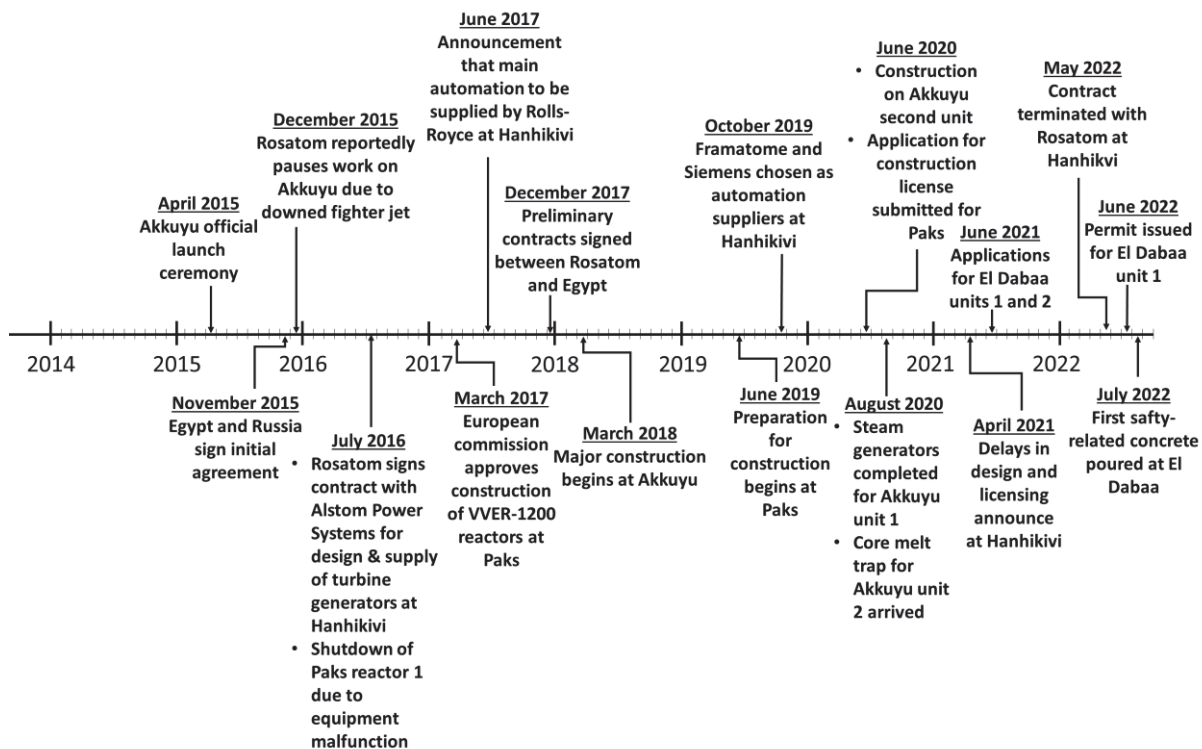 June 2017
Announcement
that main
automation to be
supplied by Rolls-
Royce at Hanhikivi
December 2015
Rosatom reportedly
pauses work on
Akkuyu due to
downed fighter jet
April 2015
Akkuyu official
launch
ceremony
December 2017
Preliminary
contracts signed
between Rosatom
and Egypt
October 2019
Framatome and
Siemens chosen as
automation
suppliers at
Hanhikivi
June 2020
• Construction
on Akkuyu
second unit
• Application for
construction
license
submitted for
Paks
June 2021
Applications
for El Dabaa
units 1 and 2
May 2022
Contract
terminated with
Rosatom at
Hanhikvi
June 2022
Permit issued
for El Dabaa
unit 1
2014
2015
2016
2017
2018
2019
2020
2021
2022
November 2015
Egypt and Russia
sign initial
agreement
July 2016
• Rosatom signs
contract with
Alstom Power
Systems for
design & supply
of turbine
generators at
Hanhikivi
• Shutdown of
Paks reactor 1
due to
equipment
malfunction
March 2017
European
commission
approves
construction
of VVER-1200
reactors at
Paks
March 2018
Major construction
begins at Akkuyu
June 2019
Preparation
for
construction
begins at
Paks
August 2020
• Steam
generators
completed
for Akkuyu
unit 1
• Core melt
trap for
Akkuyu unit
2 arrived
April 2021
Delays in
design and
licensing
announce
at Hanhikivi
July 2022
First safty-
related concrete
poured at El
Dabaa